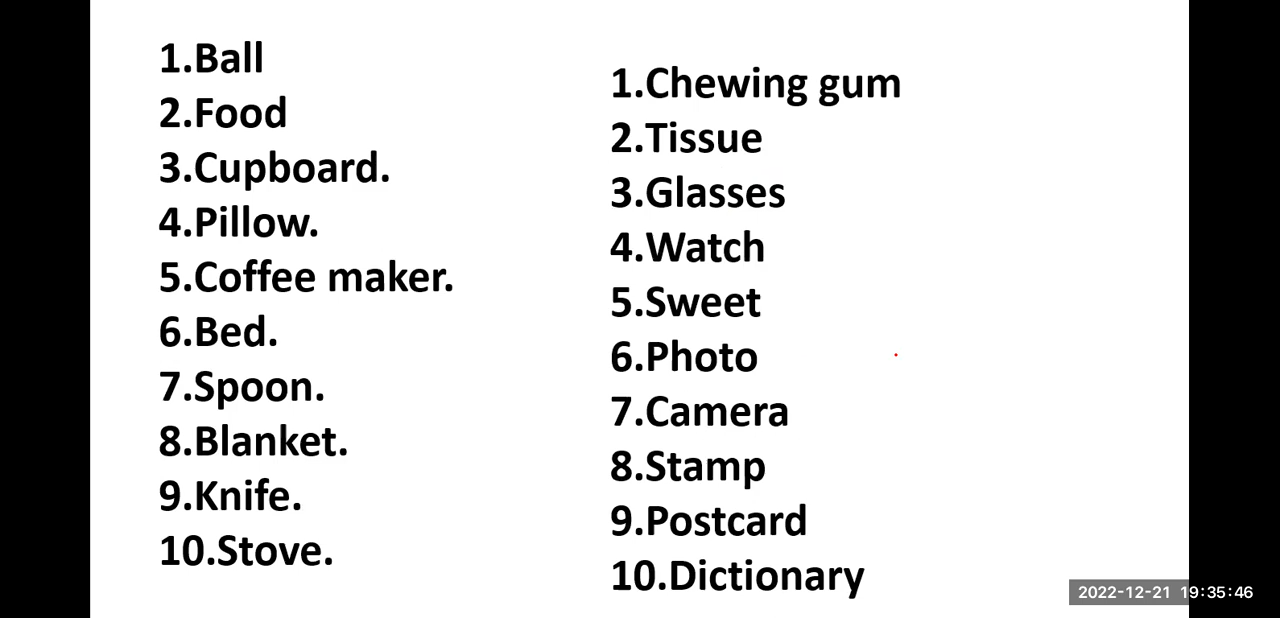 1.Ball
2.Food
3.Cupboard.
4.Pillow.
5.Coffee maker.
6.Bed.
7.Spoon.
8.Blanket.
9.Knife.
10.Stove.
1.Chewing gum
2.Tissue
3.Glasses
4.Watch
5.Sweet
6.Photo
7.Camera
8.Stamp
9.Postcard
10.Dictionary
2022-12-21 19:35:46